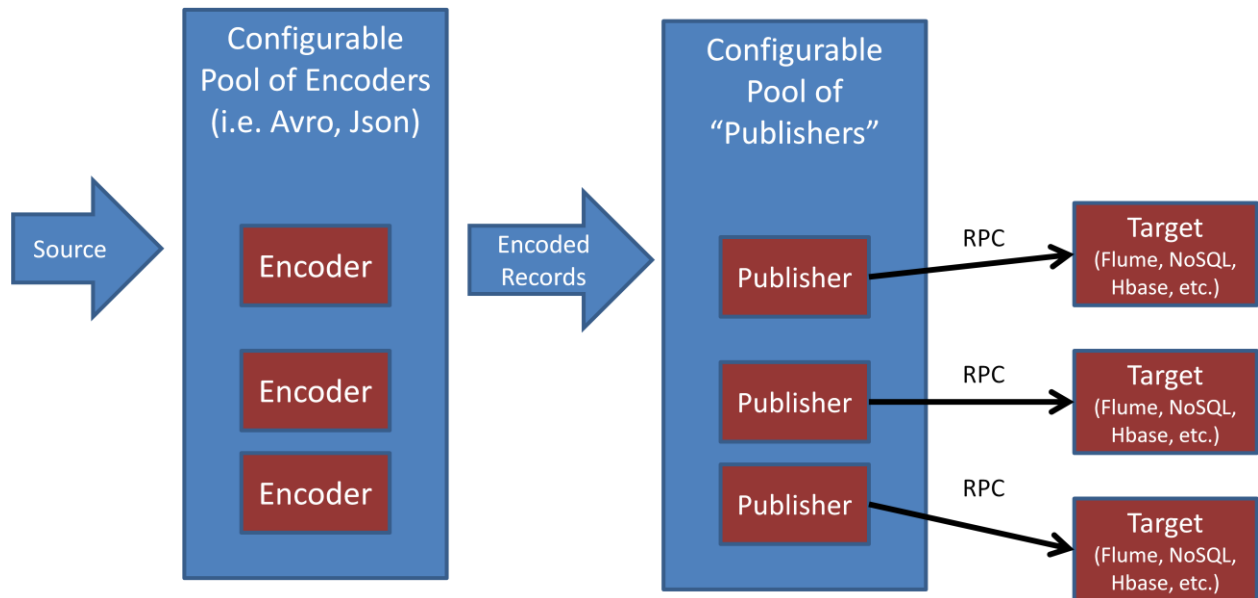 Configurable
Pool of Encoders
(i.e. Avro, Json)
Configurable
Pool of
“Publishers”
Source
Encoder
Encoder
Encoder
Encoded
Records
Publisher
Publisher
Publisher
RPC
RPC
RPC
Target
(Flume, NoSQL,
Hbase, etc.)
Target
(Flume, NoSQL,
Hbase, etc.)
Target
(Flume, NoSQL,
Hbase, etc.)